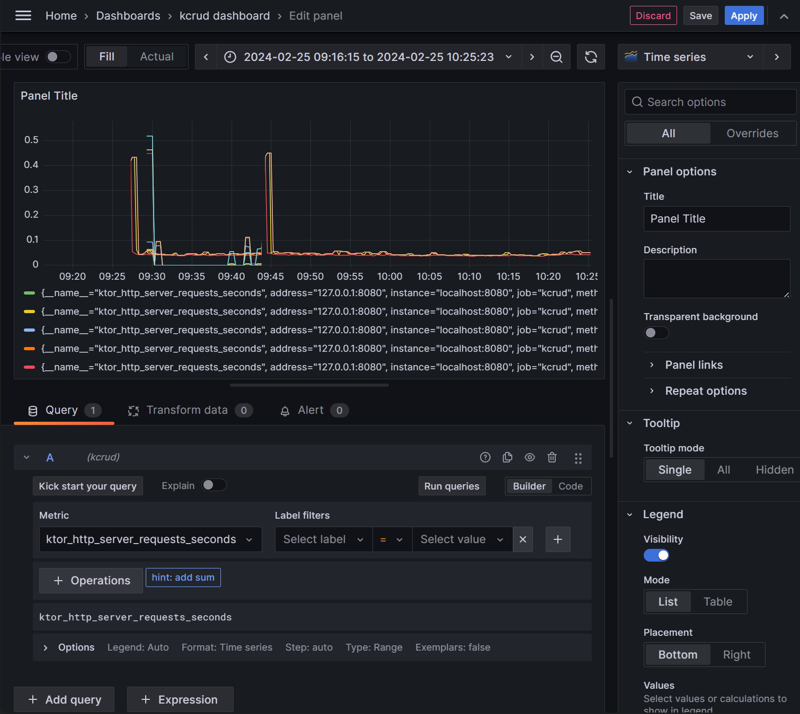 Home › Dashboards › kcrud dashboard › Edit panel
Discard Save Apply
le view Fill Actual 2024-02-25 09:16:15 to 2024-02-25 10:25:23
Time series
Panel Title
0.5
0.4
0.3
0.2
0.1
0
09:20 09:25 09:30 09:35 09:40 09:45 09:50 09:55 10:00 10:05 10:10 10:15 10:20 10:25
{__name__="ktor_http_server_requests_seconds", address="127.0.0.1:8080", instance="localhost:8080", job="kcrud", meth
{__name__="ktor_http_server_requests_seconds", address="127.0.0.1:8080", instance="localhost:8080", job="kcrud", meth
{__name__="ktor_http_server_requests_seconds", address="127.0.0.1:8080", instance="localhost:8080", job="kcrud", meth
{__name__="ktor_http_server_requests_seconds", address="127.0.0.1:8080", instance="localhost:8080", job="kcrud", meth
{__name__="ktor_http_server_requests_seconds", address="127.0.0.1:8080", instance="localhost:8080", job="kcrud", meth
Query 1 Transform data 0 Alert 0
A (kcrud)
Kick start your query Explain Run queries Builder Code
Metric Label filters
ktor_http_server_requests_seconds Select label = Select value
+ Operations hint: add sum
ktor_http_server_requests_seconds
Options Legend: Auto Format: Time series Step: auto Type: Range Exemplars: false
+ Add query + Expression
Search options
All Overrides
Panel options
Title
Panel Title
Description
Transparent background
Panel links
Repeat options
Tooltip
Tooltip mode
Single All Hidden
Legend
Visibility
Mode
List Table
Placement
Bottom Right
Values
Select values or calculations to
show in legend